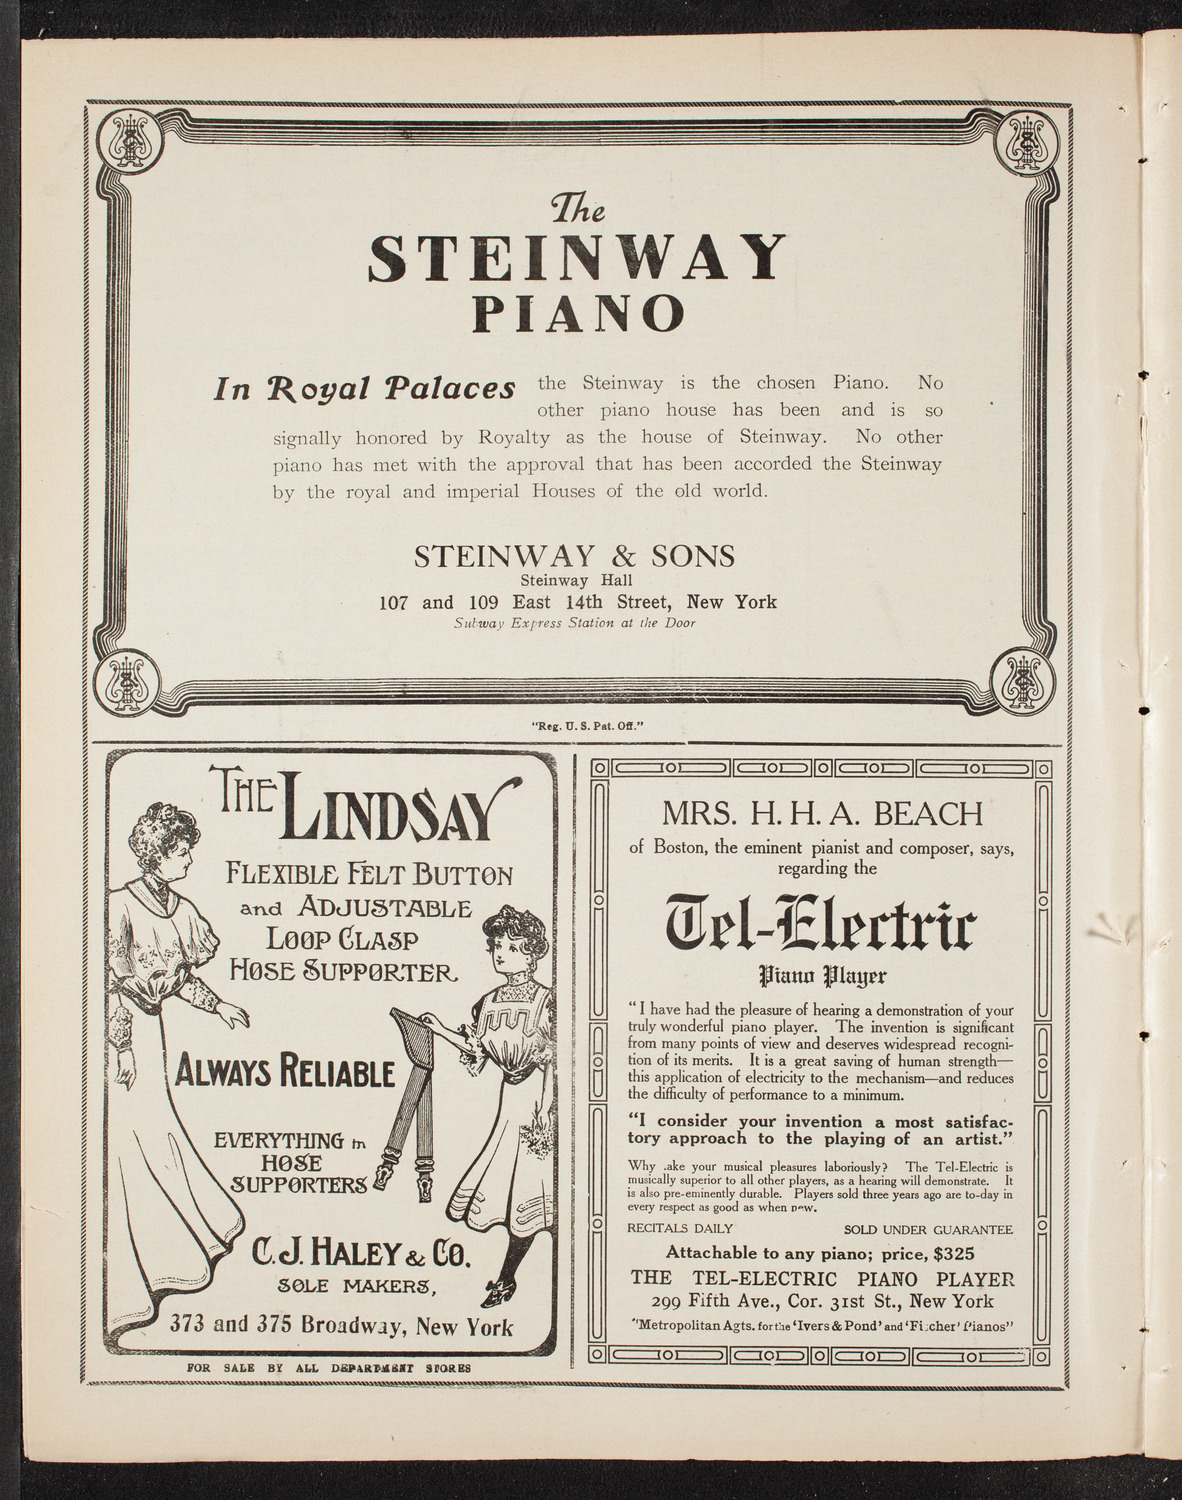 The
STEINWAY
PIANO
In Royal Palaces the Steinway is the chosen Piano. No
other piano house has been and is so
signally honored by Royalty as the house of Steinway. No other
piano has met with the approval that has been accorded the Steinway
by the royal and imperial Houses of the old world.
STEINWAY & SONS
Steinway Hall
107 and 109 East 14th Street, New York
Subway Express Station at the Door
"Reg. U. S. Pat. Off."
THE LINDSAY
FLEXIBLE FELT BUTTON
and ADJUSTABLE
LOOP CLASP
HOSE SUPPORTER
ALWAYS RELIABLE
EVERYTHING in
HOSE
SUPPORTERS
C. J. HALEY & CO.
SOLE MAKERS,
373 and 375 Broadway, New York
FOR SALE BY ALL DEPARTMENT STORES
MRS. H. H. A. BEACH
of Boston, the eminent pianist and composer, says,
regarding the
Tel-Electric
Piano Player
"I have had the pleasure of hearing a demonstration of your
truly wonderful piano player. The invention is significant
from many points of view and deserves widespread recogni-
tion of its merits. It is a great saving of human strength—
this application of electricity to the mechanism—and reduces
the difficulty of performance to a minimum.
"I consider your invention a most satisfac-
tory approach to the playing of an artist."
Why .ake your musical pleasures laboriously? The Tel-Electric is
musically superior to all other players, as a hearing will demonstrate. It
is also pre-eminently durable. Players sold three years ago are to-day in
every respect as good as when new.
RECITALS DAILY SOLD UNDER GUARANTEE
Attachable to any piano; price, $325
THE TEL-ELECTRIC PIANO PLAYER
299 Fifth Ave., Cor. 31st St., New York
"Metropolitan Agts. for the 'Ivers & Pond' and 'Fischer' Pianos"